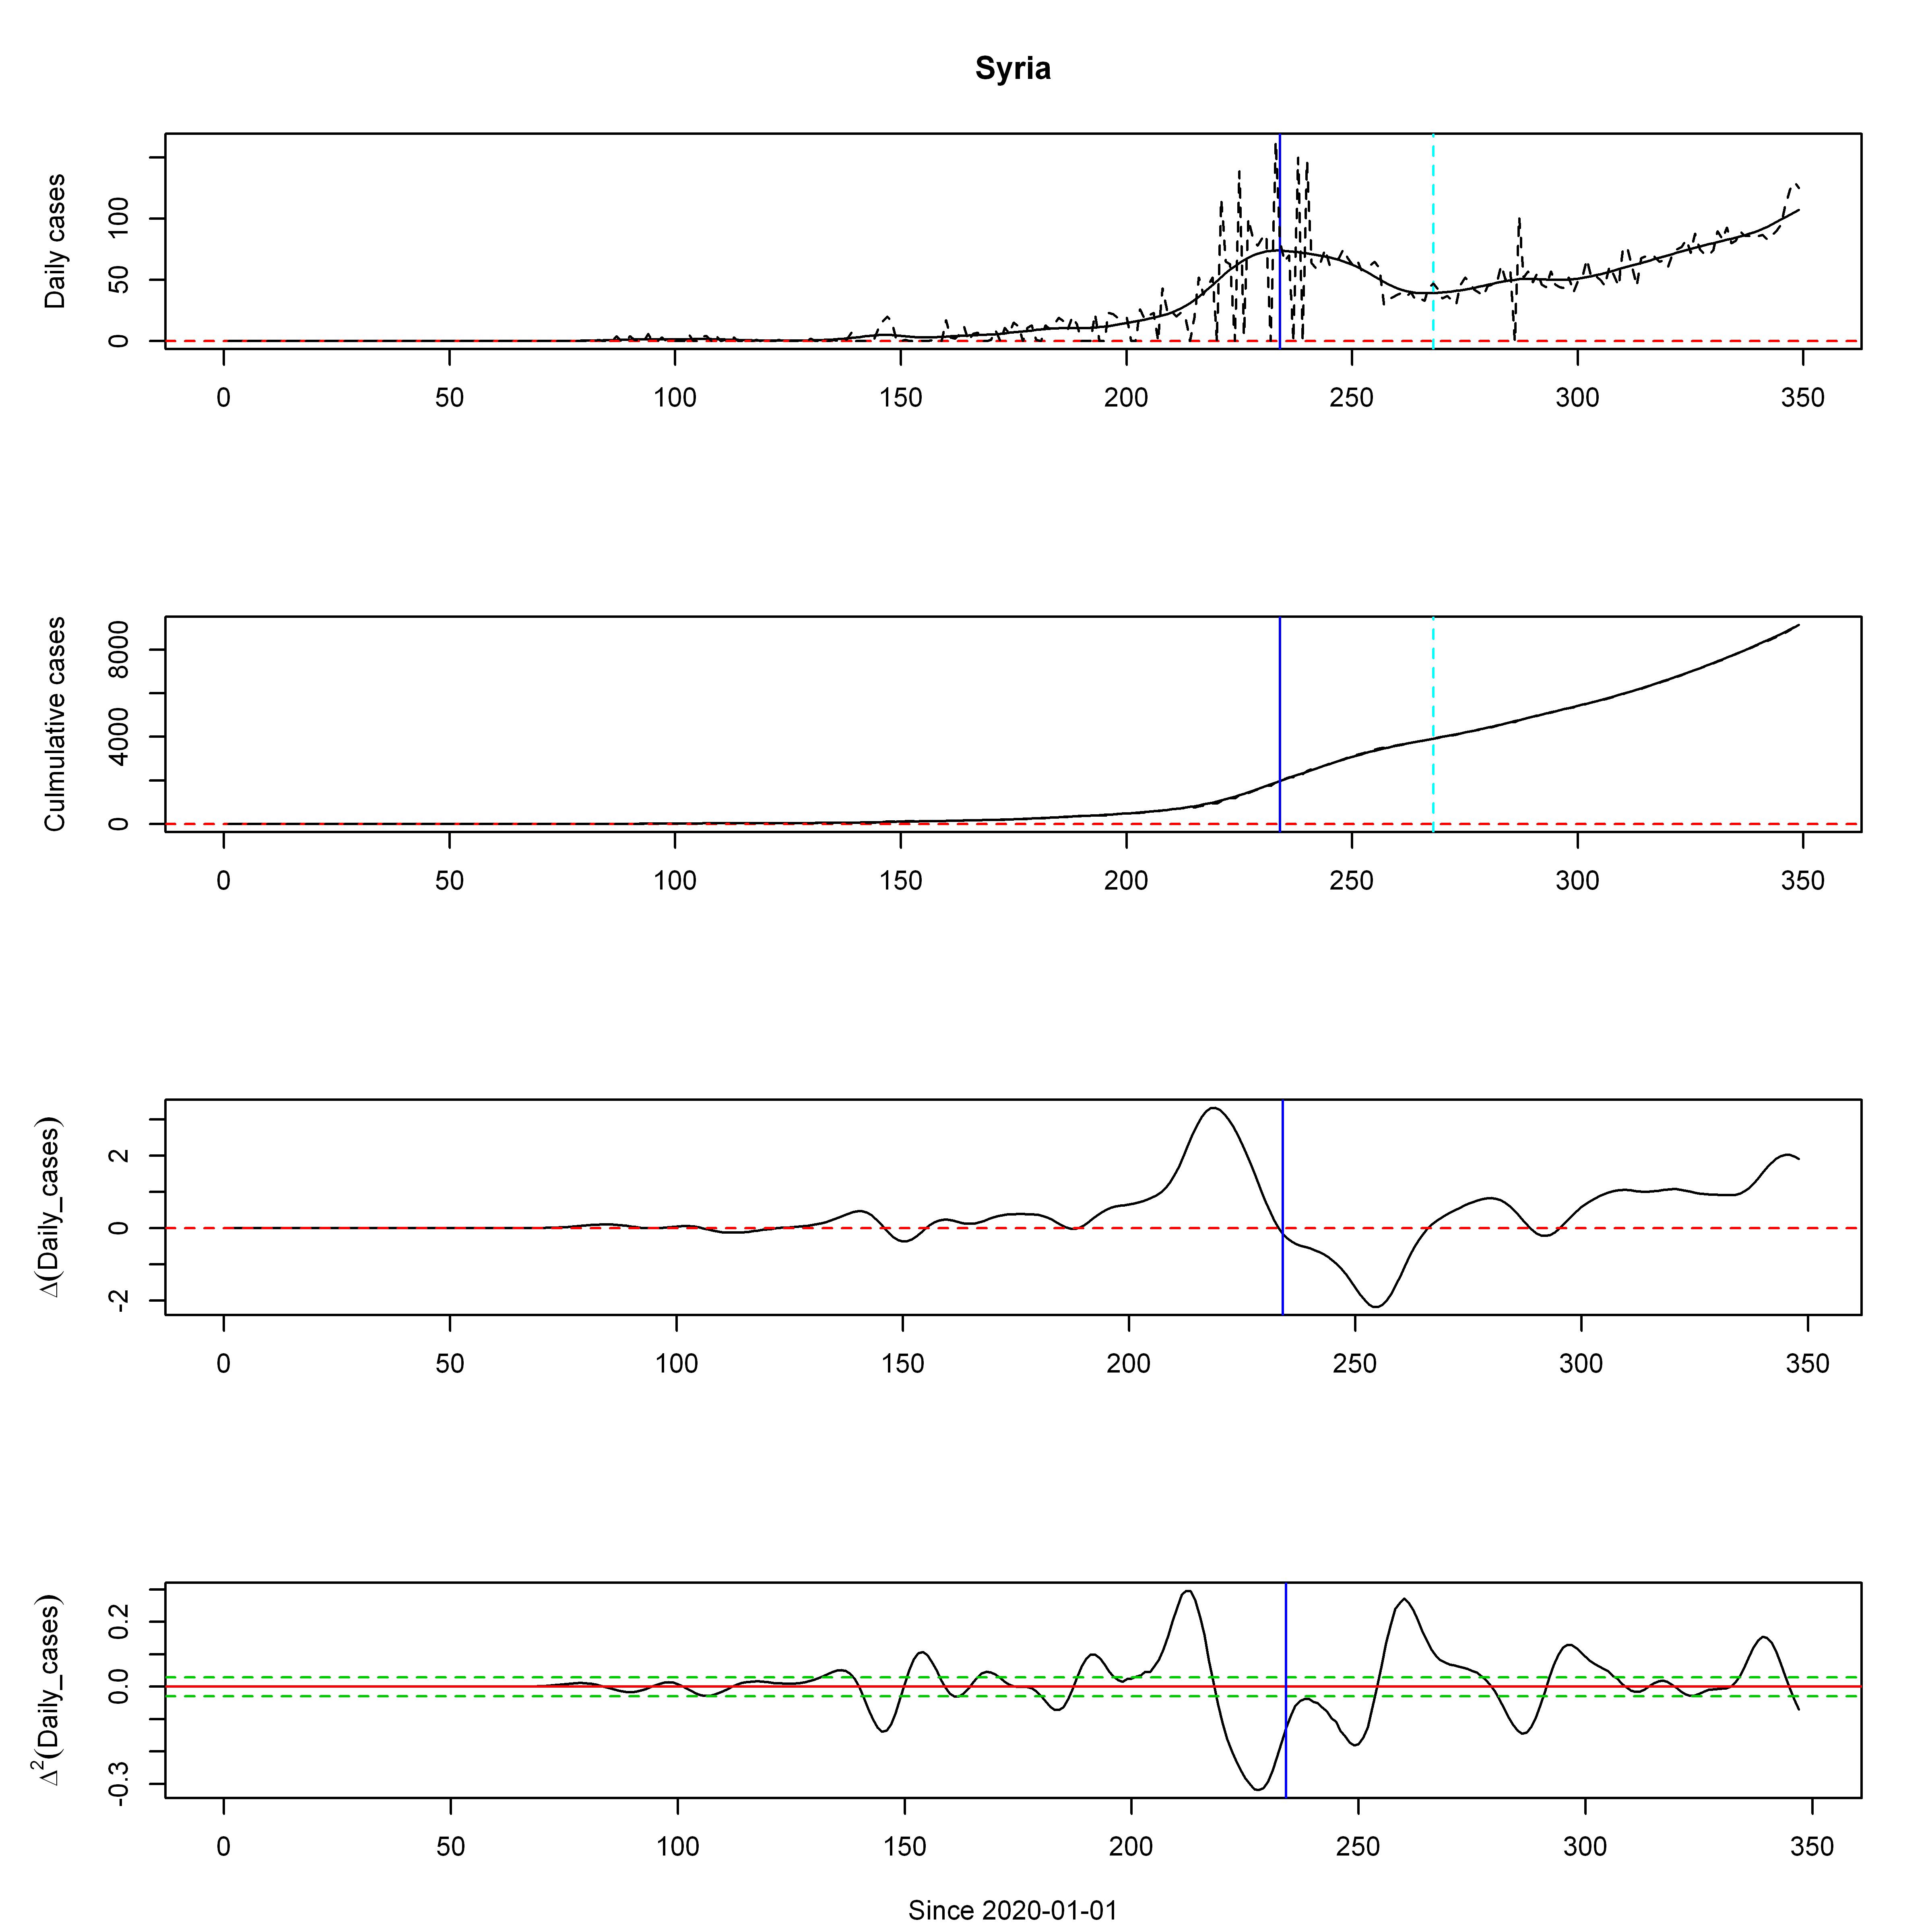 Syria
Daily cases
0 50 100
0 50 100 150 200 250 300 350
Culmulative cases
0 4000 8000
0 50 100 150 200 250 300 350
Δ(Daily_cases)
-2 0 2
0 50 100 150 200 250 300 350
Δ²(Daily_cases)
-0.3 0.0 0.2
0 50 100 150 200 250 300 350
Since 2020-01-01